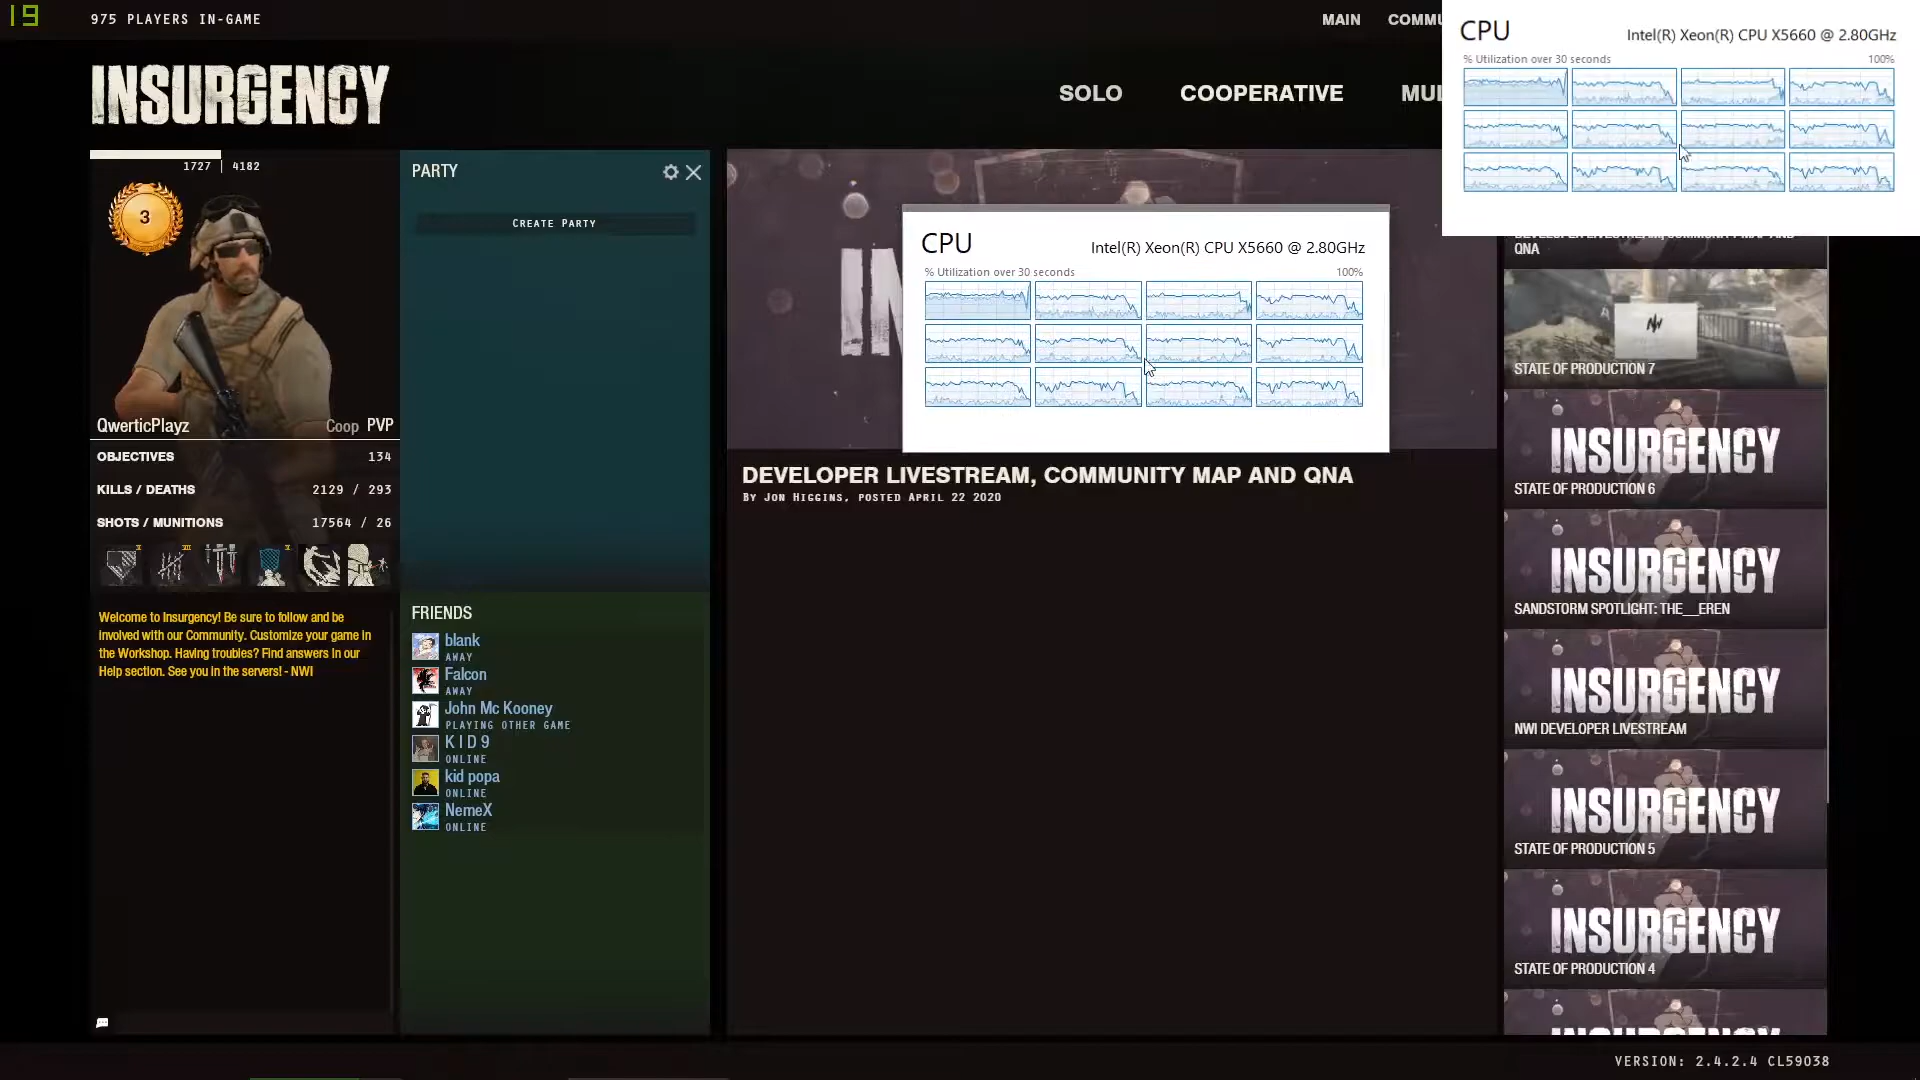 19
975 PLAYERS IN-GAME
MAIN
CPU
Intel(R) Xeon(R) CPU X5660 @ 2.80GHz
% Utilization over 30 seconds
100%
INSURGENCY
SOLO
COOPERATIVE
1727 | 4182
3
QwerticPlayz
Coop PVP
OBJECTIVES 134
KILLS / DEATHS 2129 / 293
SHOTS / MUNITIONS 17564 / 26
Welcome to Insurgency! Be sure to follow and be
involved with our Community. Customize your game in
the Workshop. Having troubles? Find answers in our
Help section. See you in the servers! - NWI
PARTY
CREATE PARTY
FRIENDS
blank
AWAY
Falcon
AWAY
John Mc Kooney
PLAYING OTHER GAME
K I D 9
ONLINE
kid popa
ONLINE
NemeX
ONLINE
CPU
Intel(R) Xeon(R) CPU X5660 @ 2.80GHz
% Utilization over 30 seconds
100%
DEVELOPER LIVESTREAM, COMMUNITY MAP AND QNA
BY JON HIGGINS, POSTED APRIL 22 2020
DEVELOPER LIVESTREAM, COMMUNITY MAP AND
QNA
STATE OF PRODUCTION 7
INSURGENCY
STATE OF PRODUCTION 6
INSURGENCY
SANDSTORM SPOTLIGHT: THE__EREN
INSURGENCY
NWI DEVELOPER LIVESTREAM
INSURGENCY
STATE OF PRODUCTION 5
INSURGENCY
STATE OF PRODUCTION 4
INSURGENCY
VERSION: 2.4.2.4 CL59038